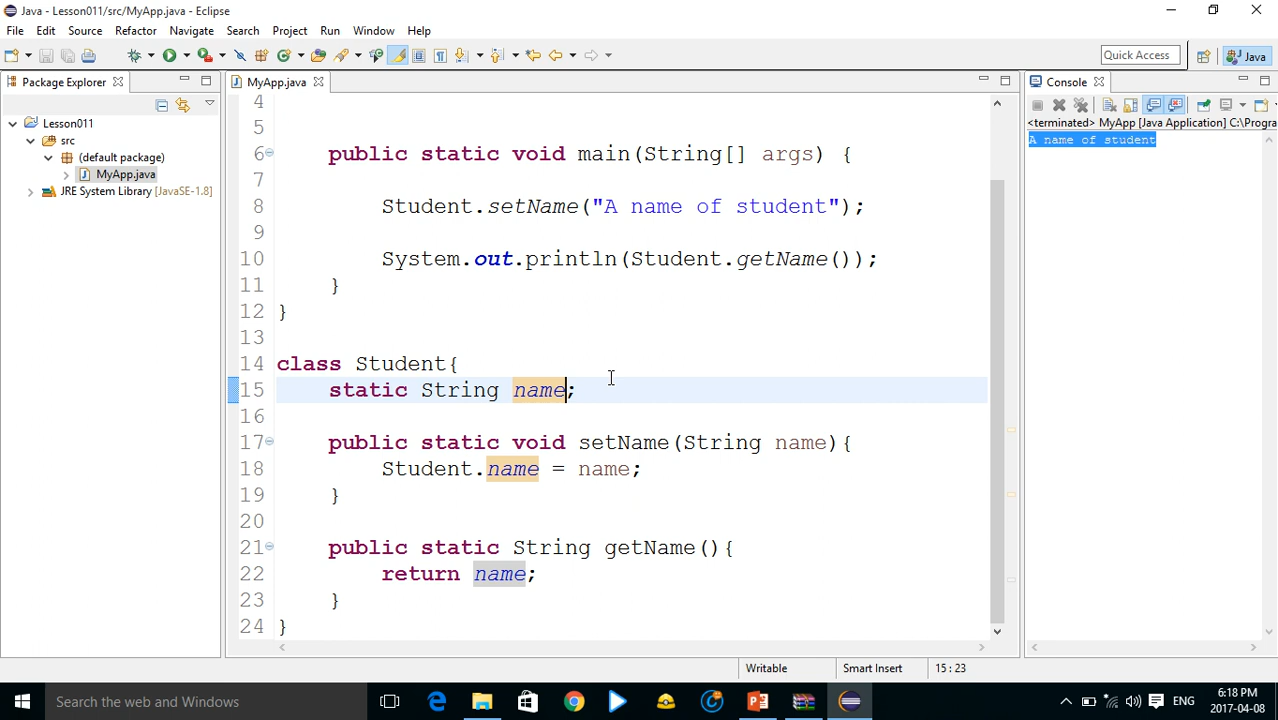 Java - Lesson011/src/MyApp.java - Eclipse
File Edit Source Refactor Navigate Search Project Run Window Help
Quick Access
Java
Package Explorer
MyApp.java
Console
<terminated> MyApp [Java Application] C:\Progra
A name of student
Lesson011
src
(default package)
MyApp.java
JRE System Library [JavaSE-1.8]
4
5
6 public static void main(String[] args) {
7
8 Student.setName("A name of student");
9
10 System.out.println(Student.getName());
11 }
12 }
13
14 class Student{
15 static String name;
16
17 public static void setName(String name){
18 Student.name = name;
19 }
20
21 public static String getName(){
22 return name;
23 }
24 }
Writable Smart Insert 15 : 23
Search the web and Windows
ENG
6:18 PM
2017-04-08